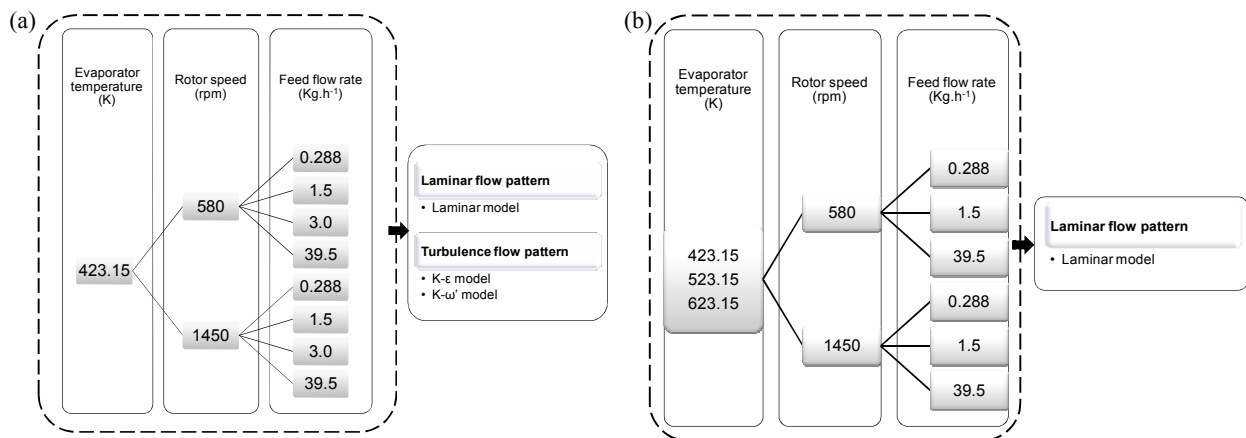 (a)
Evaporator
temperature
(K)
Rotor speed
(rpm)
Feed flow rate
(Kg.h-1)
423.15
580
1450
0.288
1.5
3.0
39.5
0.288
1.5
3.0
39.5
Laminar flow pattern
• Laminar model
Turbulence flow pattern
• K-ε model
• K-ω’ model
(b)
Evaporator
temperature
(K)
Rotor speed
(rpm)
Feed flow rate
(Kg.h-1)
423.15
523.15
623.15
580
1450
0.288
1.5
39.5
0.288
1.5
39.5
Laminar flow pattern
• Laminar model